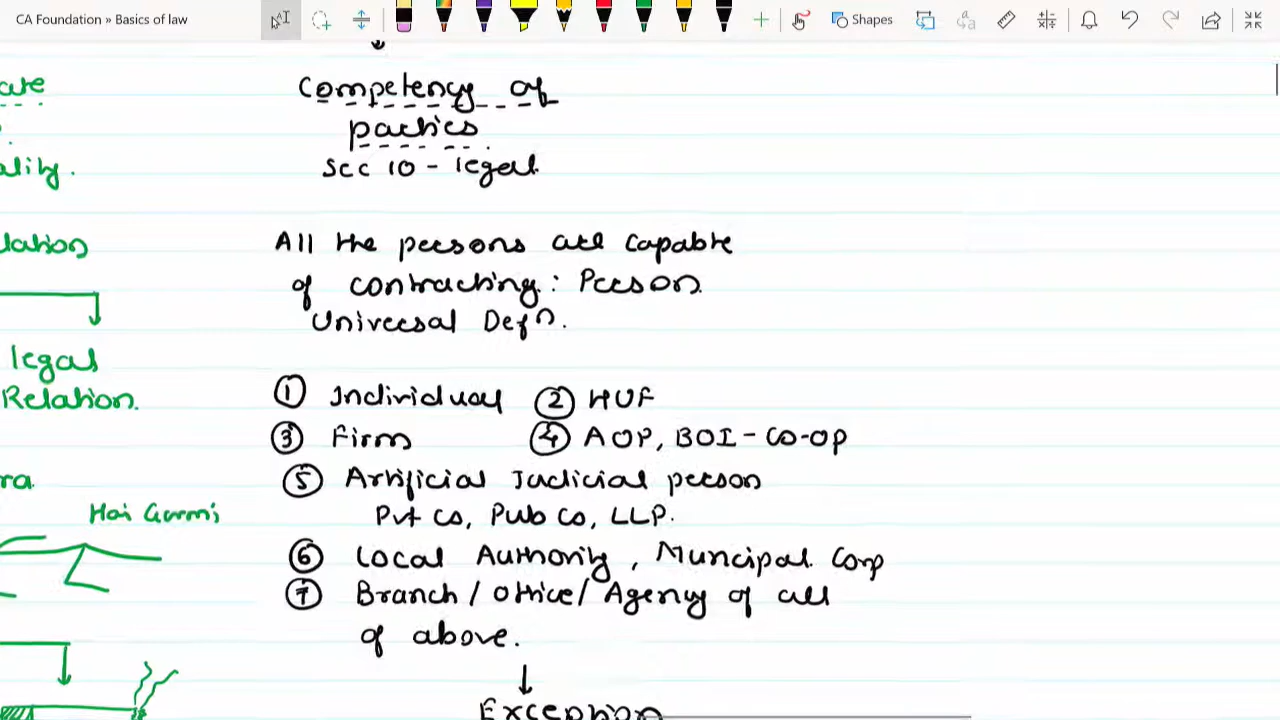 CA Foundation » Basics of law
Shapes
Competency of
parties
Sec 10 - legal.
All the persons are capable
of contracting: Person
Universal Defn.
① Individual ② HUF
③ Firm ④ AOP, BOI - Co-op
⑤ Artificial Judicial person
Pvt Co, Pub Co, LLP.
⑥ Local Authority, Muncipal Corp
⑦ Branch / Office / Agency of all
of above.
Exception
ality.
lation
legal
Relation.
ra
Hai Garmi